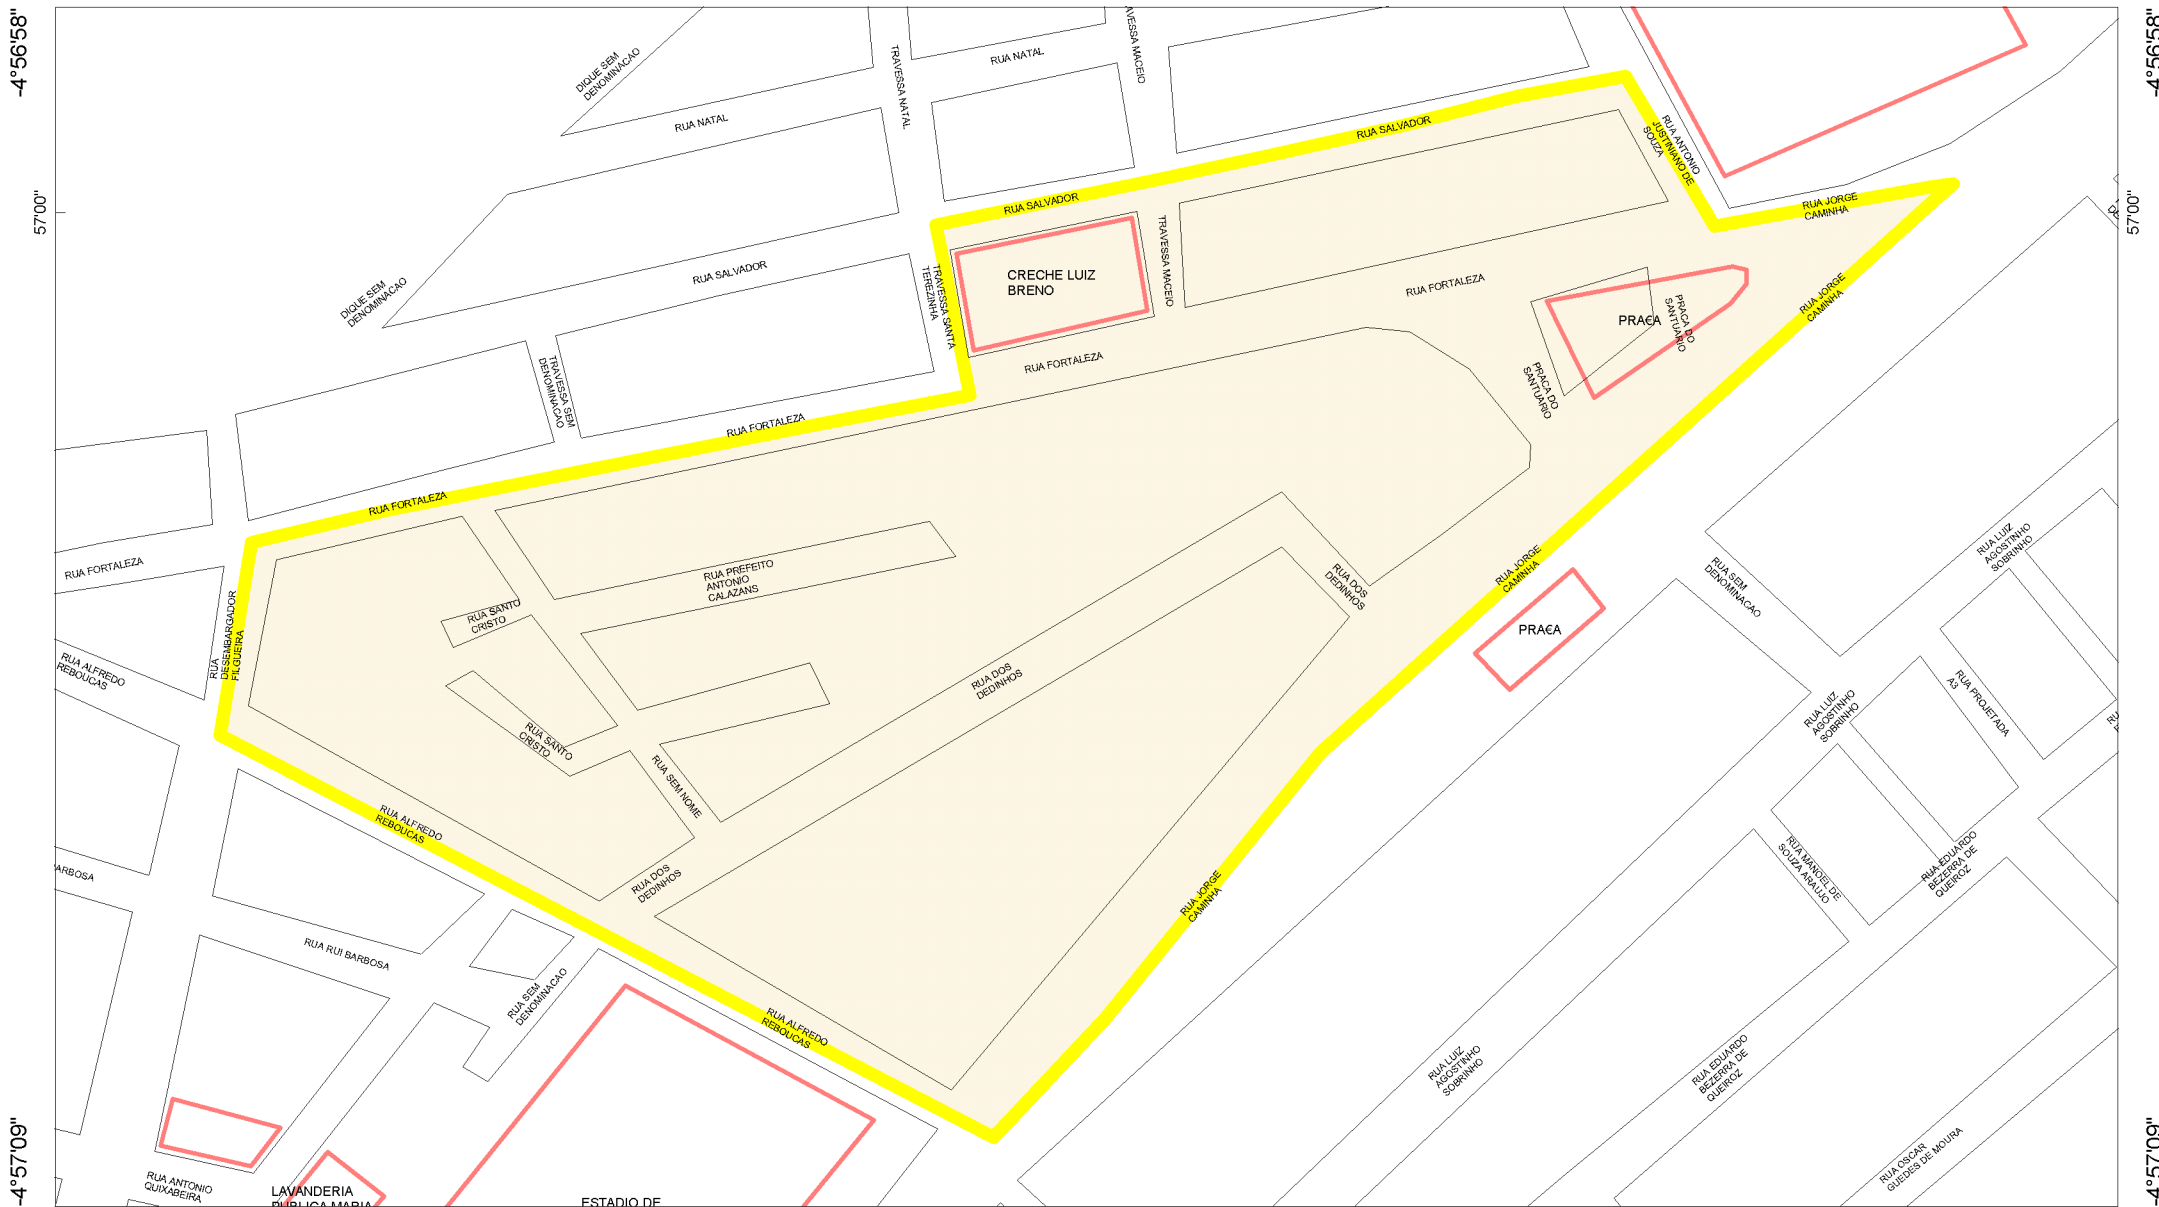 -4°56'58"
-4°56'58"
57'00"
57'00"
-4°57'09"
-4°57'09"
DIQUE SEM
DENOMINACAO
RUA NATAL
TRAVESSA NATAL
RUA NATAL
AVESSA MACEIO
RUA SALVADOR
RUA ANTONIO
JUSTINIANO DE
SOUZA
RUA SALVADOR
RUA JORGE
CAMINHA
DIQUE SEM
DENOMINACAO
RUA SALVADOR
TRAVESSA SANTA
TEREZINHA
CRECHE LUIZ
BRENO
TRAVESSA MACEIO
RUA FORTALEZA
PRA€A
PRACA DO
SANTUARIO
RUA JORGE
CAMINHA
TRAVESSA SEM
DENOMINACAO
RUA FORTALEZA
PRACA DO
SANTUARIO
RUA FORTALEZA
RUA FORTALEZA
RUA FORTALEZA
RUA PREFEITO
ANTONIO
CALAZANS
RUA DOS
DEDINHOS
RUA JORGE
CAMINHA
RUA SEM
DENOMINACAO
RUA LUIZ
AGOSTINHO
SOBRINHO
RUA
DESEMBARGADOR
FILGUEIRA
RUA SANTO
CRISTO
PRA€A
RUA ALFREDO
REBOUCAS
RUA DOS
DEDINHOS
RUA LUIZ
AGOSTINHO
SOBRINHO
RUA PROJETADA
A3
RUA SANTO
CRISTO
RUA SEM NOME
RUA ALFREDO
REBOUCAS
ARBOSA
RUA DOS
DEDINHOS
RUA JORGE
CAMINHA
RUA MANOEL DE
SOUZA ARAUJO
RUA EDUARDO
BEZERRA DE
QUEIROZ
RUA RUI BARBOSA
RUA SEM
DENOMINACAO
RUA ALFREDO
REBOUCAS
RUA LUIZ
AGOSTINHO
SOBRINHO
RUA EDUARDO
BEZERRA DE
QUEIROZ
RUA OSCAR
GUEDES DE MOURA
RUA ANTONIO
QUIXABEIRA
LAVANDERIA
PUBLICA MARIA
ESTADIO DE